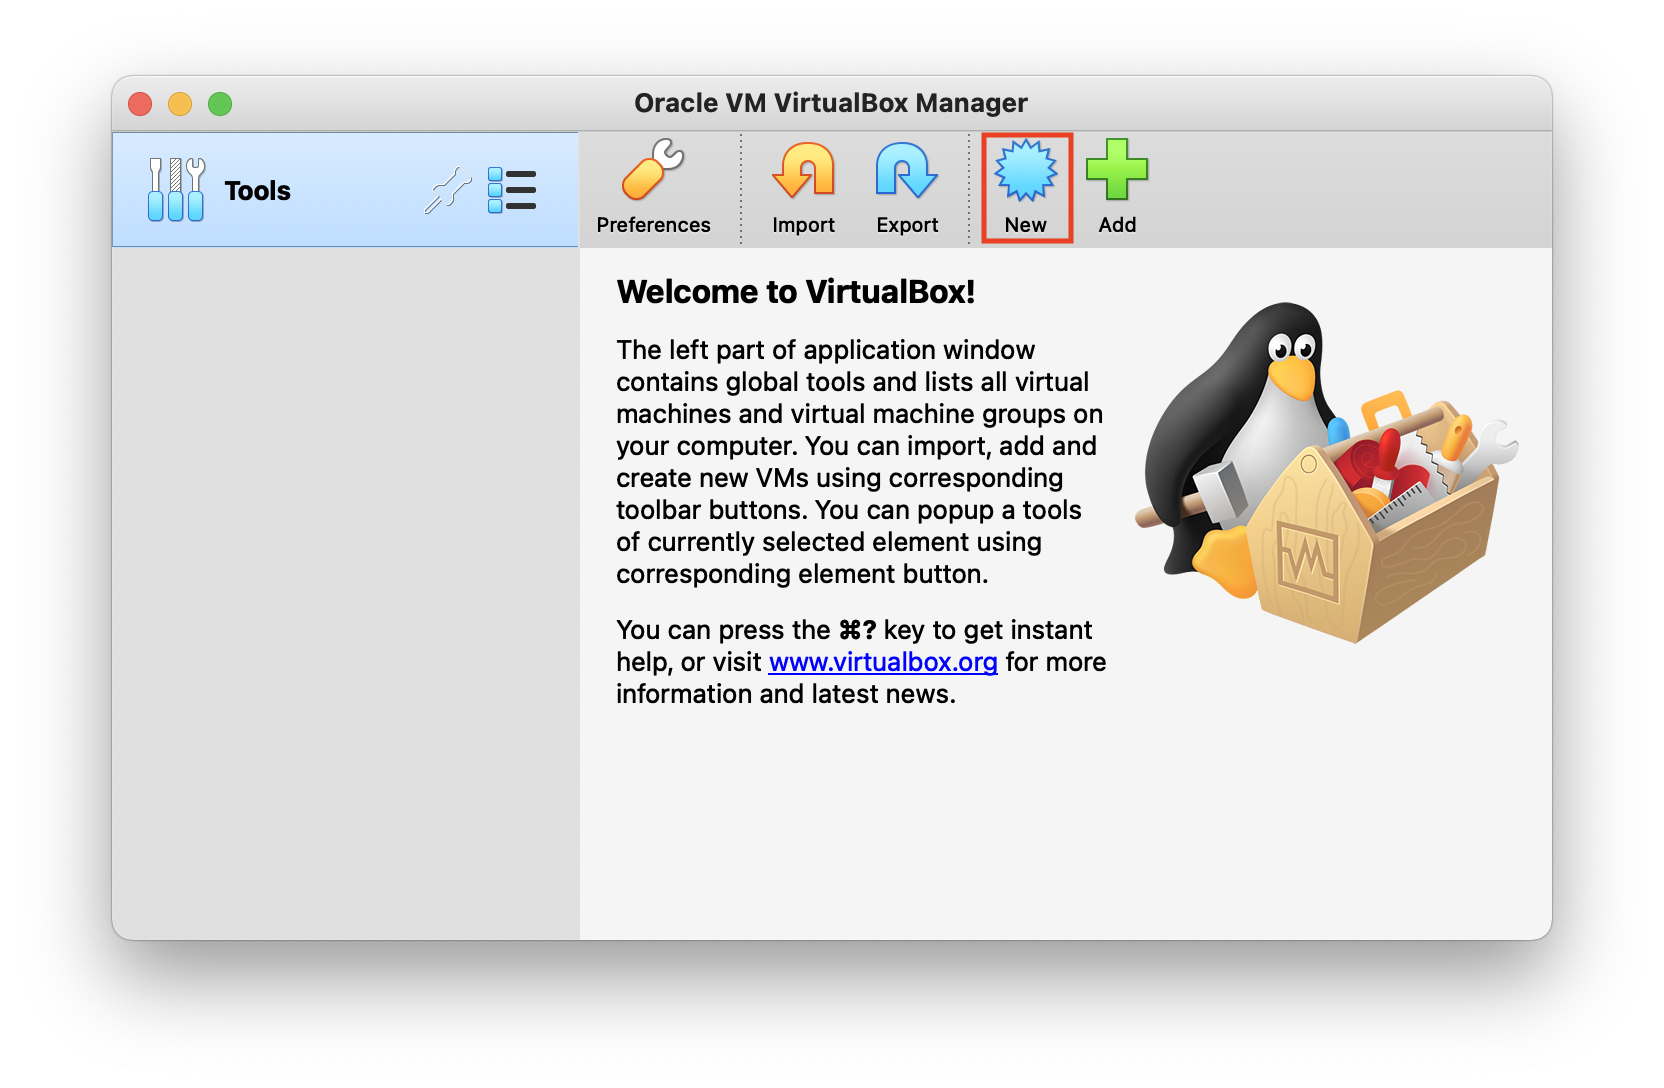 Oracle VM VirtualBox Manager
Tools
Preferences
Import
Export
New
Add
Welcome to VirtualBox!
The left part of application window
contains global tools and lists all virtual
machines and virtual machine groups on
your computer. You can import, add and
create new VMs using corresponding
toolbar buttons. You can popup a tools
of currently selected element using
corresponding element button.
You can press the ⌘? key to get instant
help, or visit www.virtualbox.org for more
information and latest news.